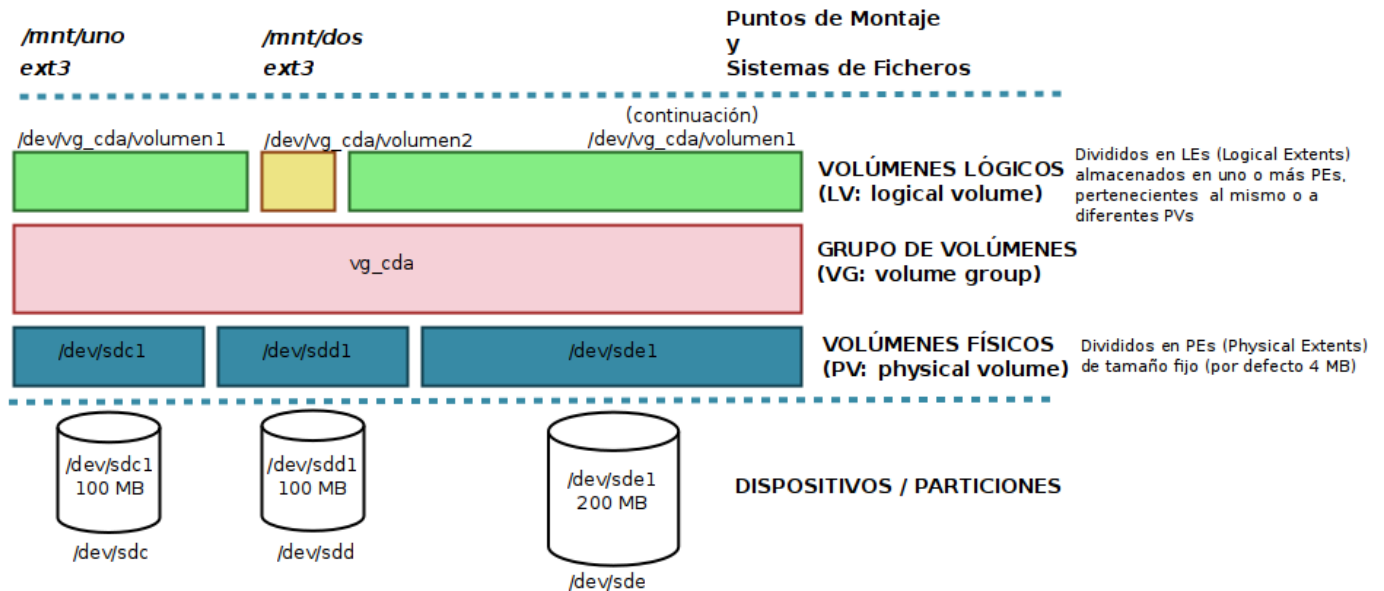 /mnt/uno
ext3
/mnt/dos
ext3
Puntos de Montaje
y
Sistemas de Ficheros
/dev/vg_cda/volumen1
/dev/vg_cda/volumen2
(continuación)
/dev/vg_cda/volumen1
VOLÚMENES LÓGICOS
(LV: logical volume)
Divididos en LEs (Logical Extents)
almacenados en uno o más PEs,
pertenecientes al mismo o a
diferentes PVs
vg_cda
GRUPO DE VOLÚMENES
(VG: volume group)
/dev/sdc1
/dev/sdd1
/dev/sde1
VOLÚMENES FÍSICOS
(PV: physical volume)
Divididos en PEs (Physical Extents)
de tamaño fijo (por defecto 4 MB)
/dev/sdc1
100 MB
/dev/sdc
/dev/sdd1
100 MB
/dev/sdd
/dev/sde1
200 MB
/dev/sde
DISPOSITIVOS / PARTICIONES